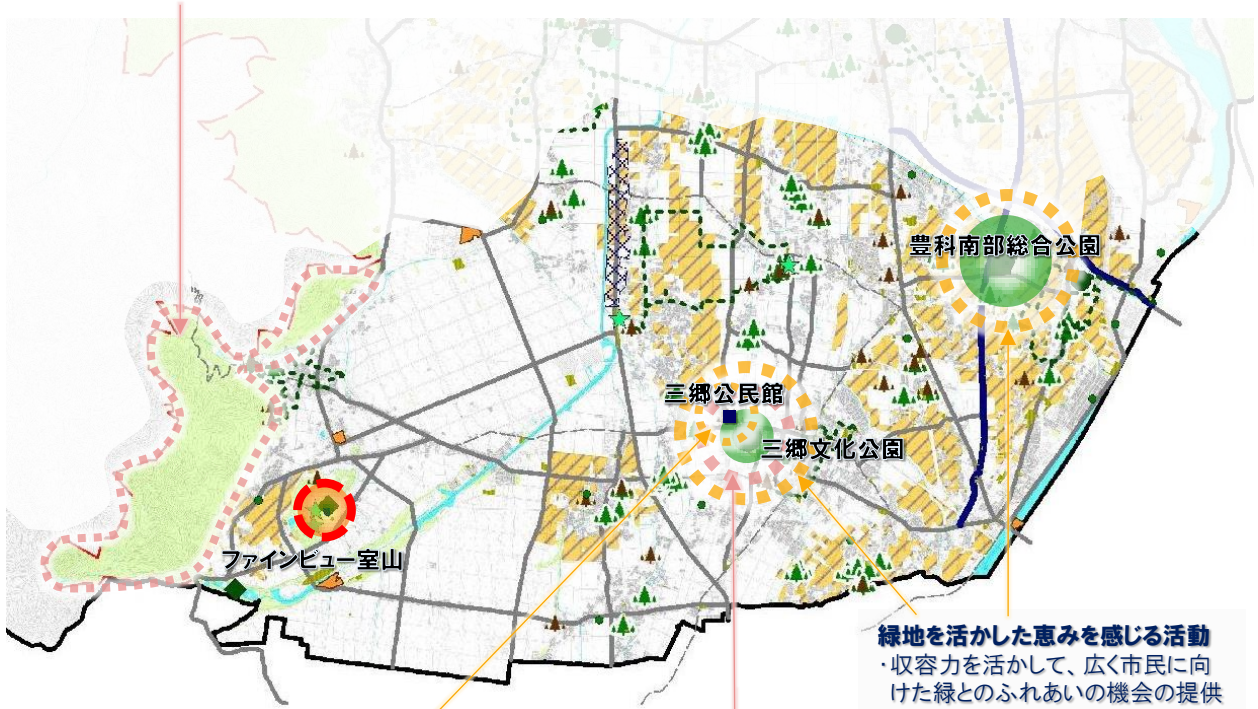 豊科南部総合公園
三郷公民館
三郷文化公園
ファインビュー室山
緑地を活かした恵みを感じる活動
・収容力を活かして、広く市民に向
けた緑とのふれあいの機会の提供